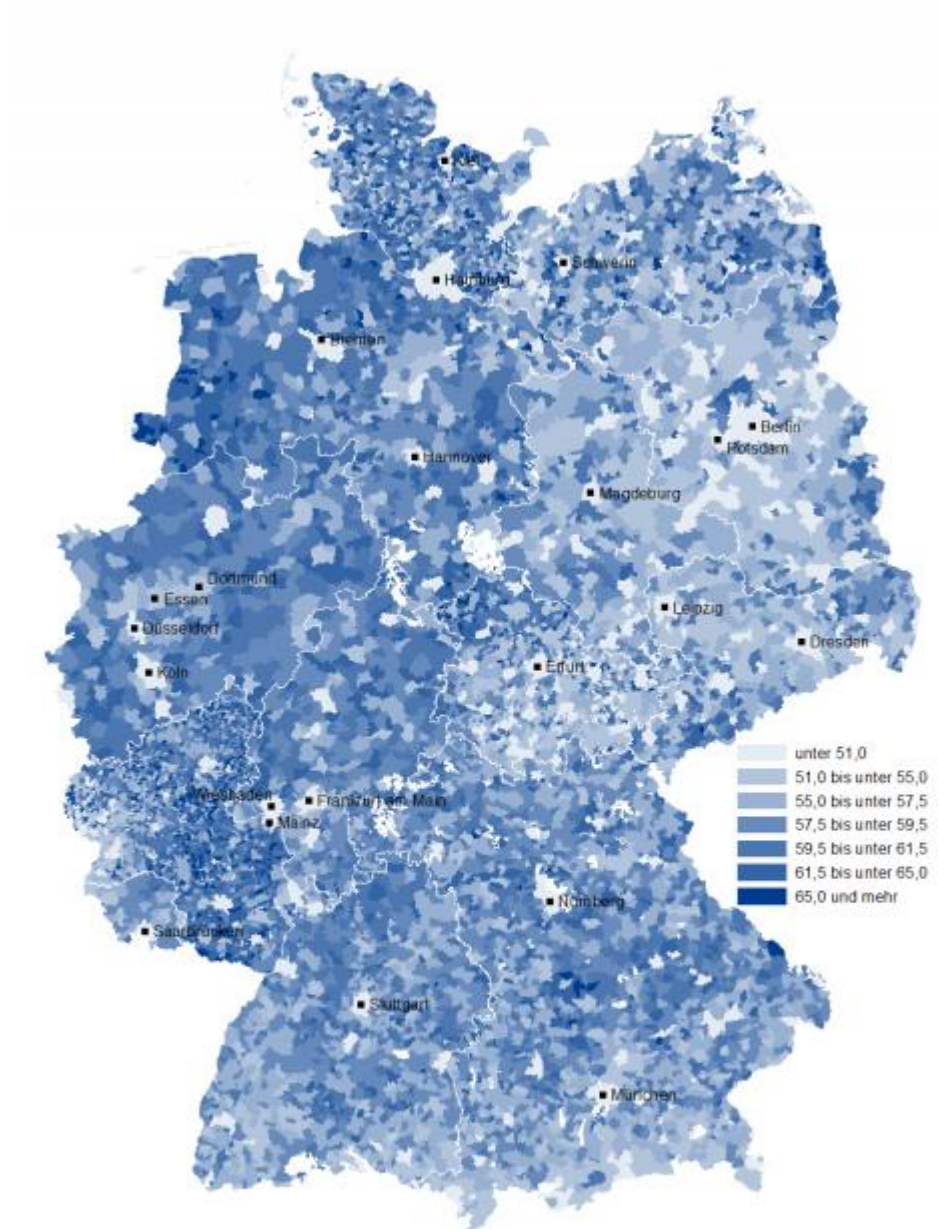 Kiel
Schwerin
Hamburg
Bremen
Berlin
Potsdam
Hannover
Magdeburg
Dortmund
Essen
Leipzig
Düsseldorf
Dresden
Erfurt
Köln
unter 51,0
51,0 bis unter 55,0
55,0 bis unter 57,5
57,5 bis unter 59,5
59,5 bis unter 61,5
61,5 bis unter 65,0
65,0 und mehr
Wiesbaden
Frankfurt am Main
Mainz
Nürnberg
Saarbrücken
Stuttgart
München